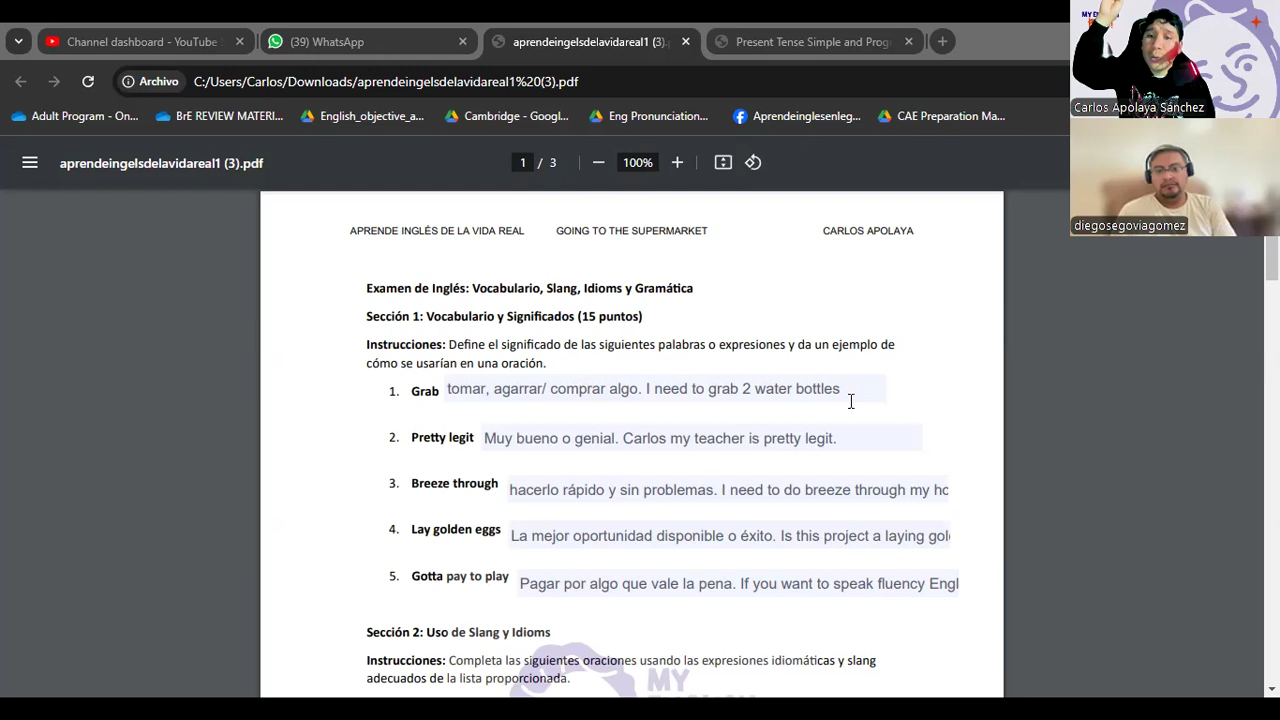 Channel dashboard - YouTube
(39) WhatsApp
aprendeingelsdelavidareal1 (3).
Present Tense Simple and Prog
Archivo
C:/Users/Carlos/Downloads/aprendeingelsdelavidareal1%20(3).pdf
Adult Program - On...
BrE REVIEW MATERI...
English_objective_a...
Cambridge - Googl...
Eng Pronunciation...
Aprendeinglesenleg...
CAE Preparation Ma...
aprendeingelsdelavidareal1 (3).pdf
1 / 3
100%
MY
Carlos Apolaya Sánchez
diegosegoviagomez
APRENDE INGLÉS DE LA VIDA REAL GOING TO THE SUPERMARKET CARLOS APOLAYA
Examen de Inglés: Vocabulario, Slang, Idioms y Gramática
Sección 1: Vocabulario y Significados (15 puntos)
Instrucciones: Define el significado de las siguientes palabras o expresiones y da un ejemplo de
cómo se usarían en una oración.
1. Grab tomar, agarrar/ comprar algo. I need to grab 2 water bottles
2. Pretty legit Muy bueno o genial. Carlos my teacher is pretty legit.
3. Breeze through hacerlo rápido y sin problemas. I need to do breeze through my ho
4. Lay golden eggs La mejor oportunidad disponible o éxito. Is this project a laying gol
5. Gotta pay to play Pagar por algo que vale la pena. If you want to speak fluency Engl
Sección 2: Uso de Slang y Idioms
Instrucciones: Completa las siguientes oraciones usando las expresiones idiomáticas y slang
adecuados de la lista proporcionada.
MY